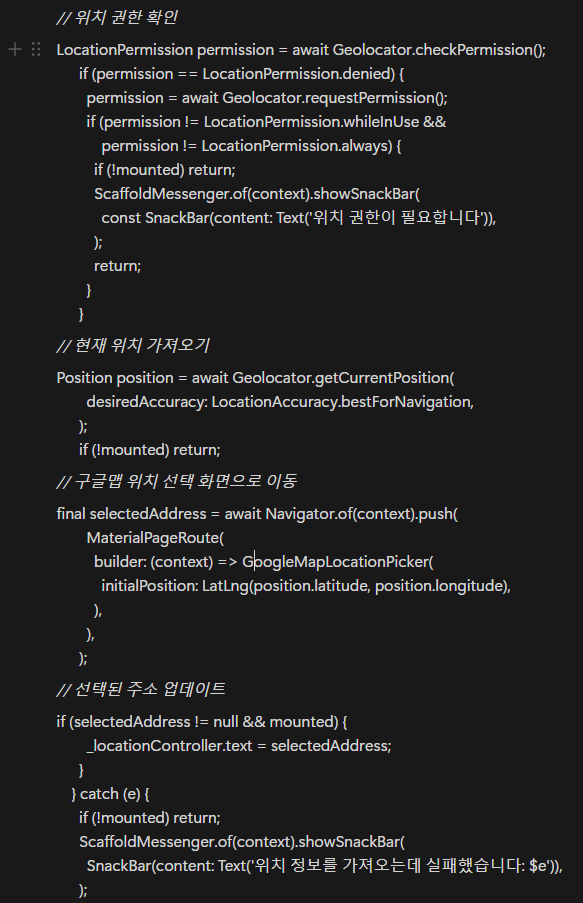 // 위치 권한 확인
LocationPermission permission = await Geolocator.checkPermission();
if (permission == LocationPermission.denied) {
permission = await Geolocator.requestPermission();
if (permission != LocationPermission.whileInUse &&
permission != LocationPermission.always) {
if (!mounted) return;
ScaffoldMessenger.of(context).showSnackBar(
const SnackBar(content: Text('위치 권한이 필요합니다')),
);
return;
}
}
// 현재 위치 가져오기
Position position = await Geolocator.getCurrentPosition(
desiredAccuracy: LocationAccuracy.bestForNavigation,
);
if (!mounted) return;
// 구글맵 위치 선택 화면으로 이동
final selectedAddress = await Navigator.of(context).push(
MaterialPageRoute(
builder: (context) => GoogleMapLocationPicker(
initialPosition: LatLng(position.latitude, position.longitude),
),
),
);
// 선택된 주소 업데이트
if (selectedAddress != null && mounted) {
_locationController.text = selectedAddress;
}
} catch (e) {
if (!mounted) return;
ScaffoldMessenger.of(context).showSnackBar(
SnackBar(content: Text('위치 정보를 가져오는데 실패했습니다: $e')),
);